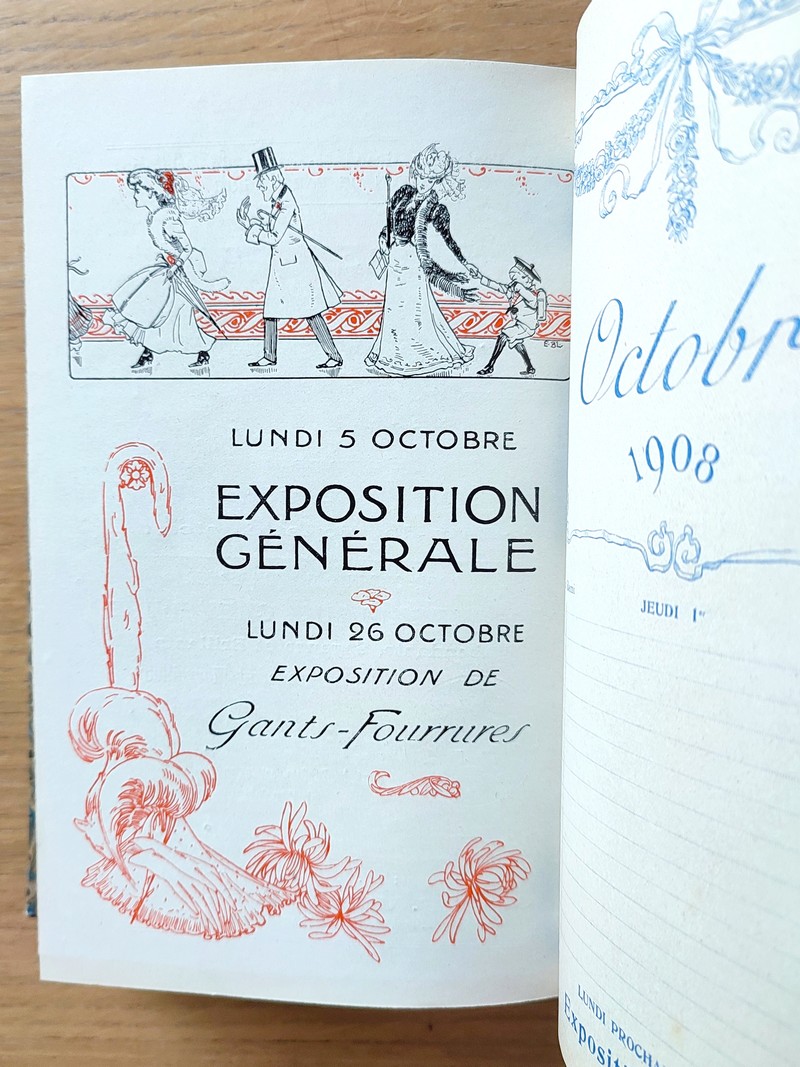 E·BL·
LUNDI 5 OCTOBRE
EXPOSITION
GÉNÉRALE
LUNDI 26 OCTOBRE
EXPOSITION DE
Gants-Fourrures
Octobr
1908
JEUDI 1er
LUNDI PROCHA
Expositi